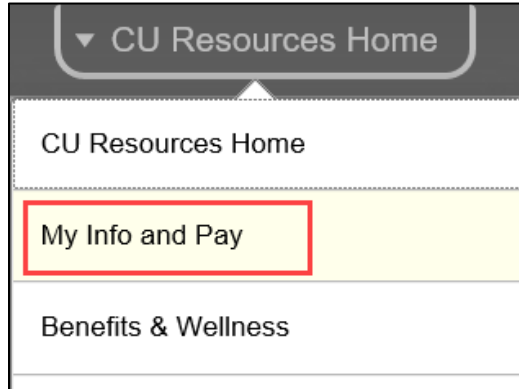 CU Resources Home
CU Resources Home
My Info and Pay
Benefits & Wellness